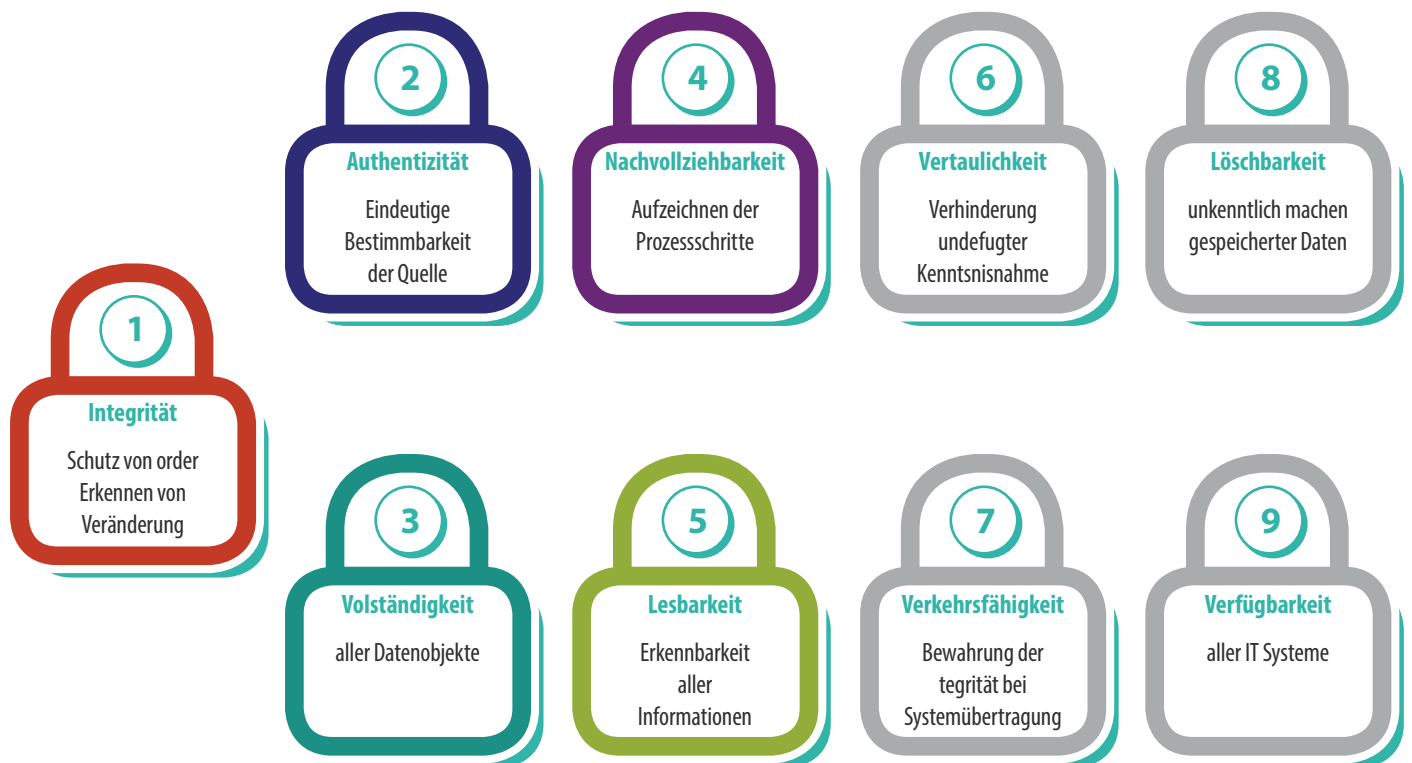 1
Integrität
Schutz von order
Erkennen von
Veränderung
2
Authentizität
Eindeutige
Bestimmbarkeit
der Quelle
3
Volständigkeit
aller Datenobjekte
4
Nachvollziehbarkeit
Aufzeichnen der
Prozessschritte
5
Lesbarkeit
Erkennbarkeit
aller
Informationen
6
Vertaulichkeit
Verhinderung
undefugter
Kenntsnisnahme
7
Verkehrsfähigkeit
Bewahrung der
tegrität bei
Systemübertragung
8
Löschbarkeit
unkenntlich machen
gespeicherter Daten
9
Verfügbarkeit
aller IT Systeme